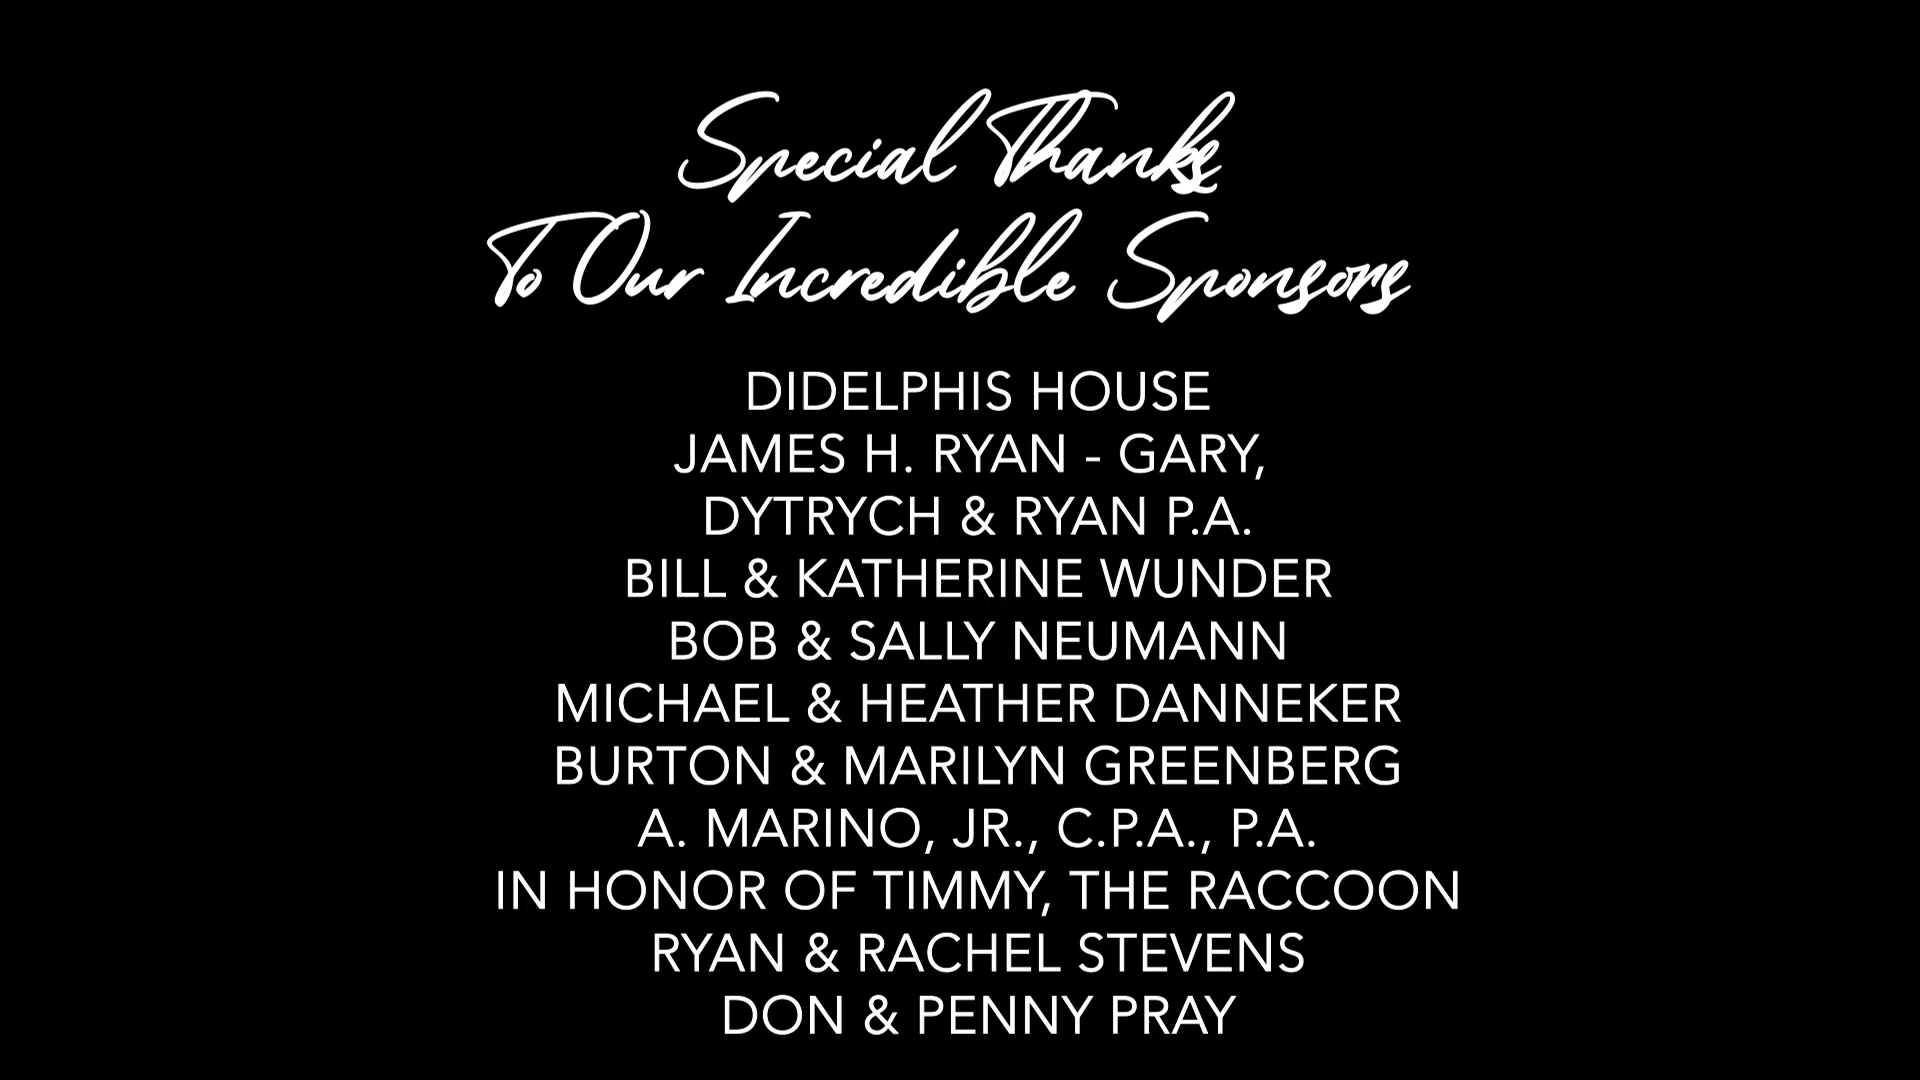 Special Thanks
To Our Incredible Sponsors
DIDELPHIS HOUSE
JAMES H. RYAN - GARY,
DYTRYCH & RYAN P.A.
BILL & KATHERINE WUNDER
BOB & SALLY NEUMANN
MICHAEL & HEATHER DANNEKER
BURTON & MARILYN GREENBERG
A. MARINO, JR., C.P.A., P.A.
IN HONOR OF TIMMY, THE RACCOON
RYAN & RACHEL STEVENS
DON & PENNY PRAY